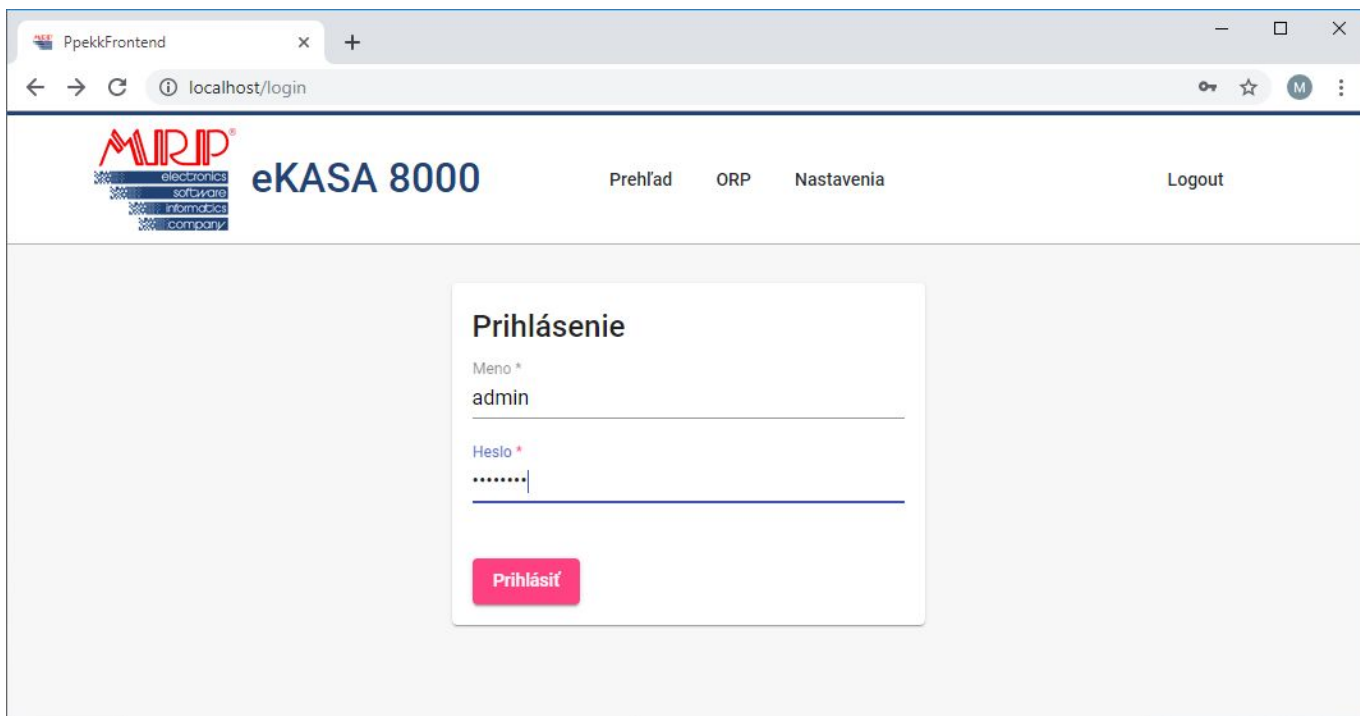 PpekkFrontend
localhost/login
M
MRP®
electronics
software
informatics
company
eKASA 8000
Prehľad ORP Nastavenia Logout
Prihlásenie
Meno *
admin
Heslo *
••••••••
Prihlásiť